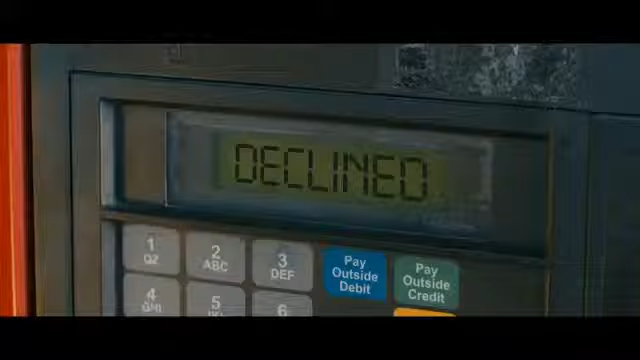 DECLINED
1 2 3 Pay Pay
QZ ABC DEF Outside Outside
Debit Credit
4 5 6
GHI